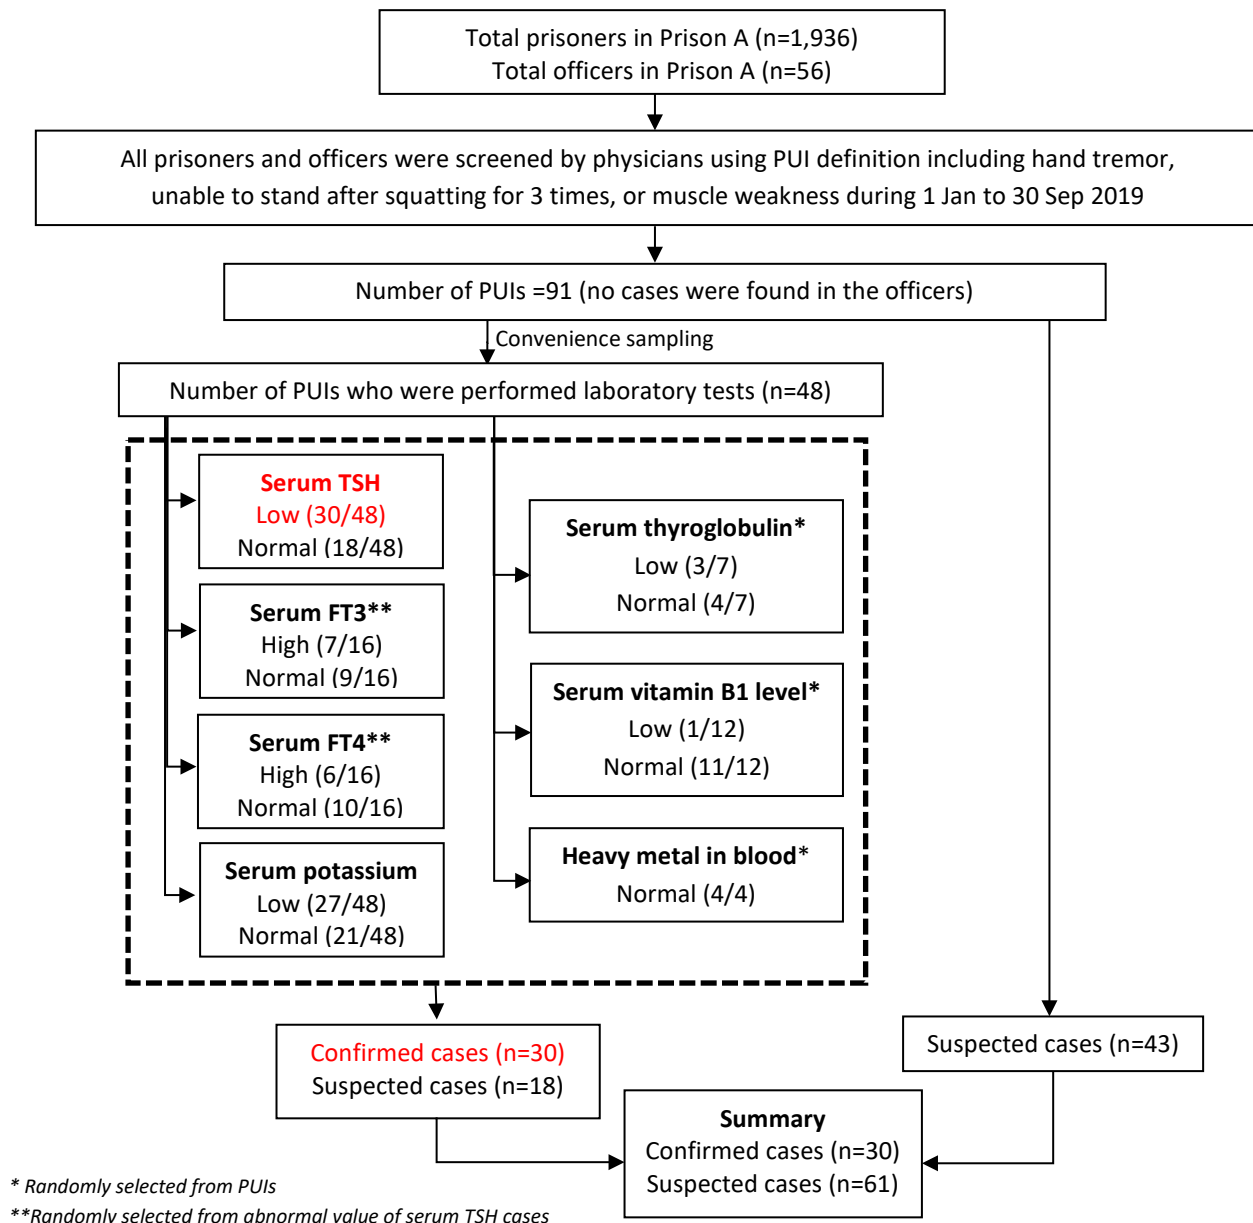 Total prisoners in Prison A (n=1,936)
Total officers in Prison A (n=56)
All prisoners and officers were screened by physicians using PUI definition including hand tremor,
unable to stand after squatting for 3 times, or muscle weakness during 1 Jan to 30 Sep 2019
Number of PUIs =91 (no cases were found in the officers)
Convenience sampling
Number of PUIs who were performed laboratory tests (n=48)
Serum TSH
Low (30/48)
Normal (18/48)
Serum FT3**
High (7/16)
Normal (9/16)
Serum FT4**
High (6/16)
Normal (10/16)
Serum potassium
Low (27/48)
Normal (21/48)
Serum thyroglobulin*
Low (3/7)
Normal (4/7)
Serum vitamin B1 level*
Low (1/12)
Normal (11/12)
Heavy metal in blood*
Normal (4/4)
Confirmed cases (n=30)
Suspected cases (n=18)
Suspected cases (n=43)
Summary
Confirmed cases (n=30)
Suspected cases (n=61)
* Randomly selected from PUIs
**Randomly selected from abnormal value of serum TSH cases